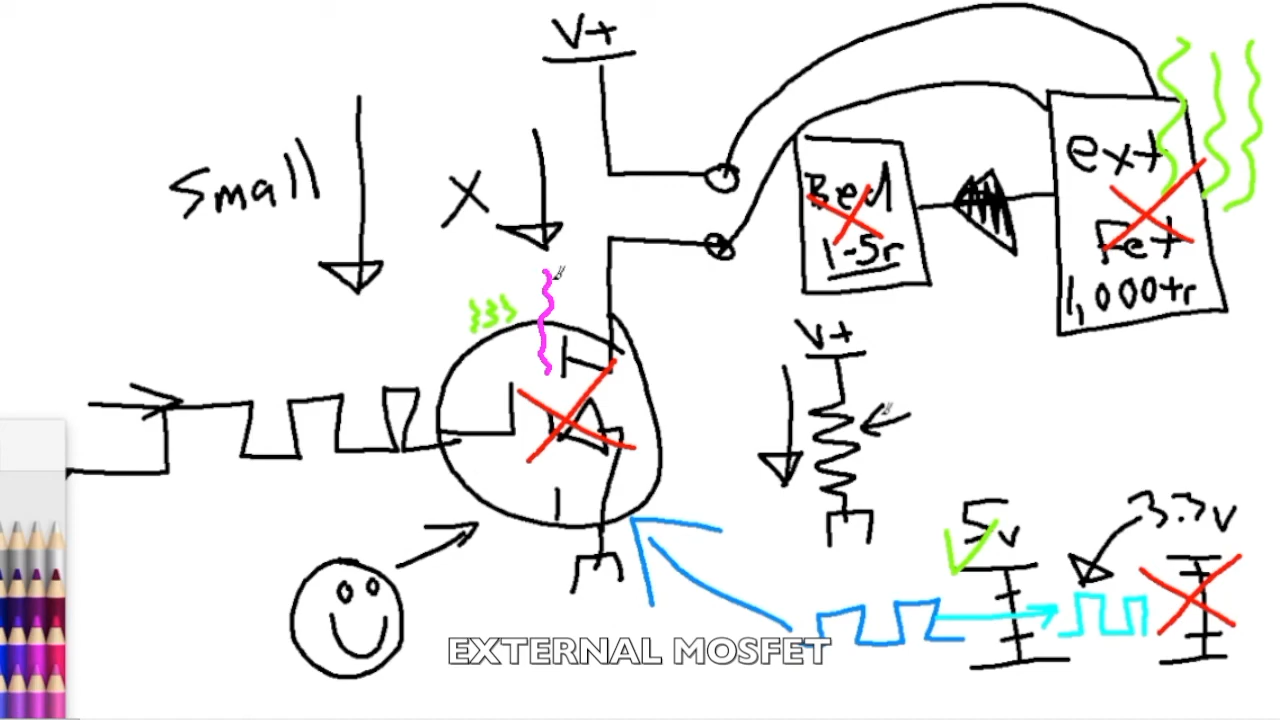 V+
Small
X
ext
Fet
1,000+r
Bed
1-5r
V+
5v
3.3v
EXTERNAL MOSFET